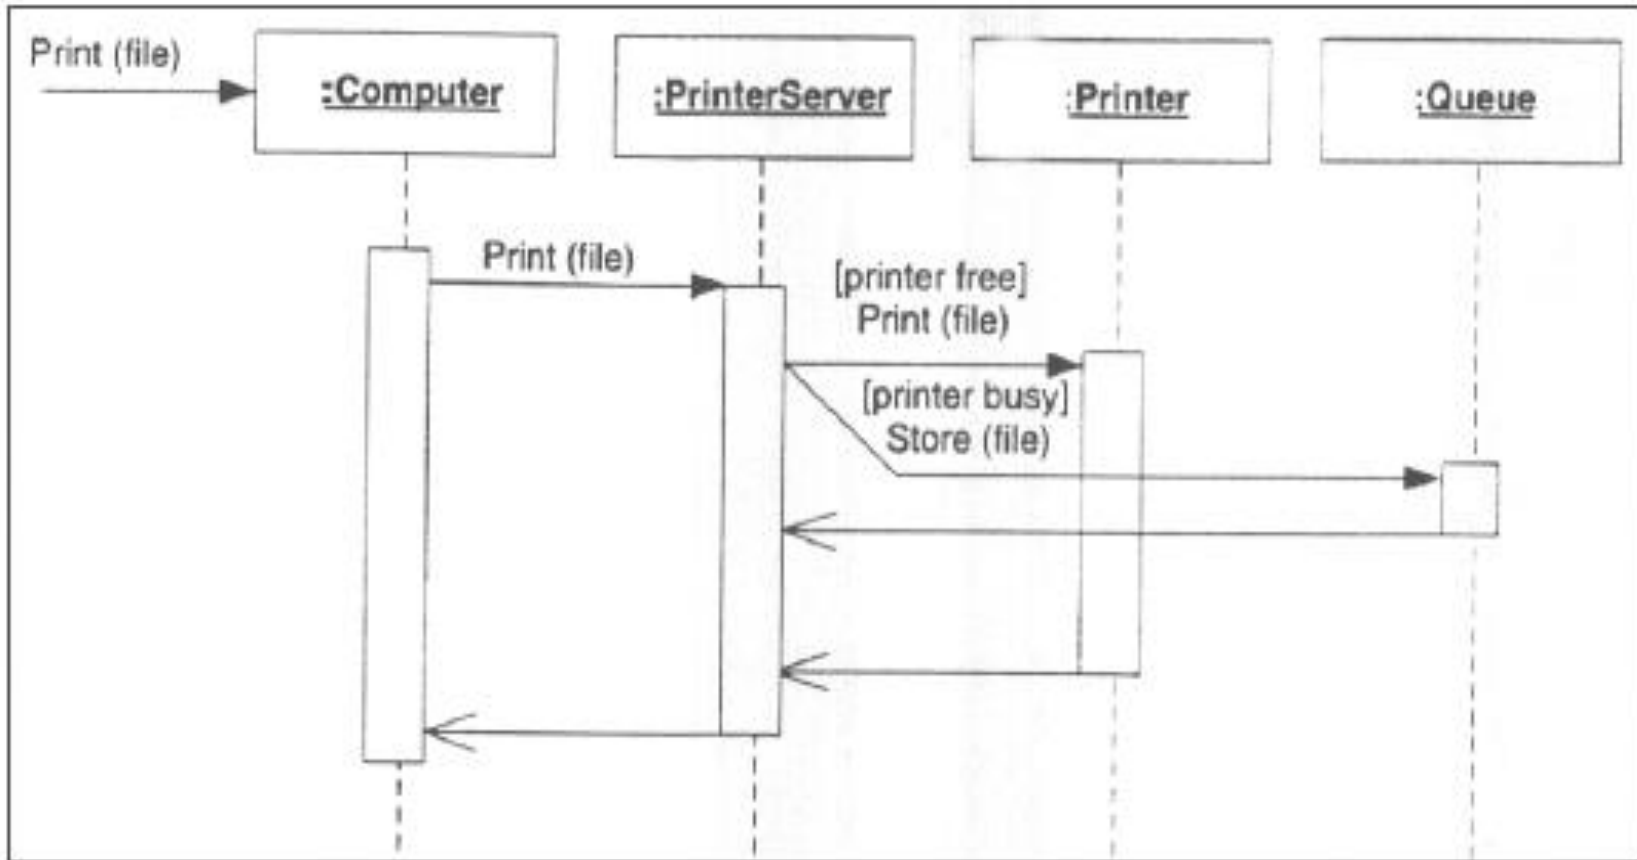 Print (file)
:Computer
:PrinterServer
:Printer
:Queue
Print (file)
[printer free]
Print (file)
[printer busy]
Store (file)